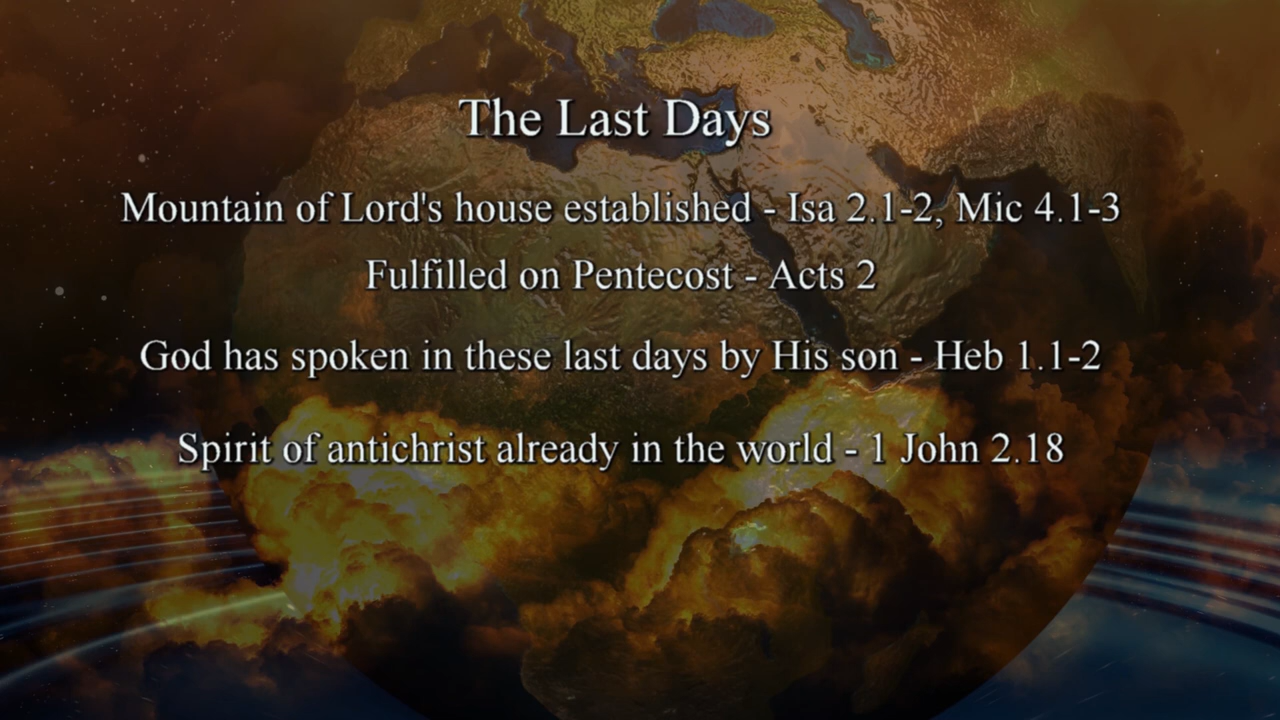 The Last Days
Mountain of Lord's house established - Isa 2.1-2, Mic 4.1-3
Fulfilled on Pentecost - Acts 2
God has spoken in these last days by His son - Heb 1.1-2
Spirit of antichrist already in the world - 1 John 2.18